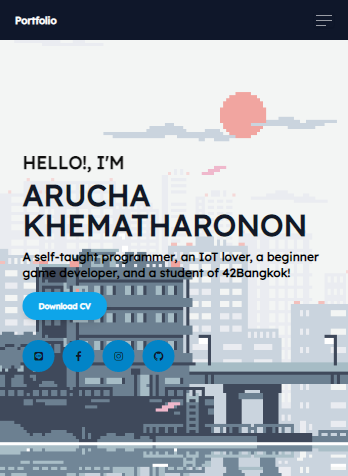 Portfolio
HELLO!, I'M
ARUCHA
KHEMATHARONON
A self-taught programmer, an IoT lover, a beginner
game developer, and a student of 42Bangkok!
Download CV